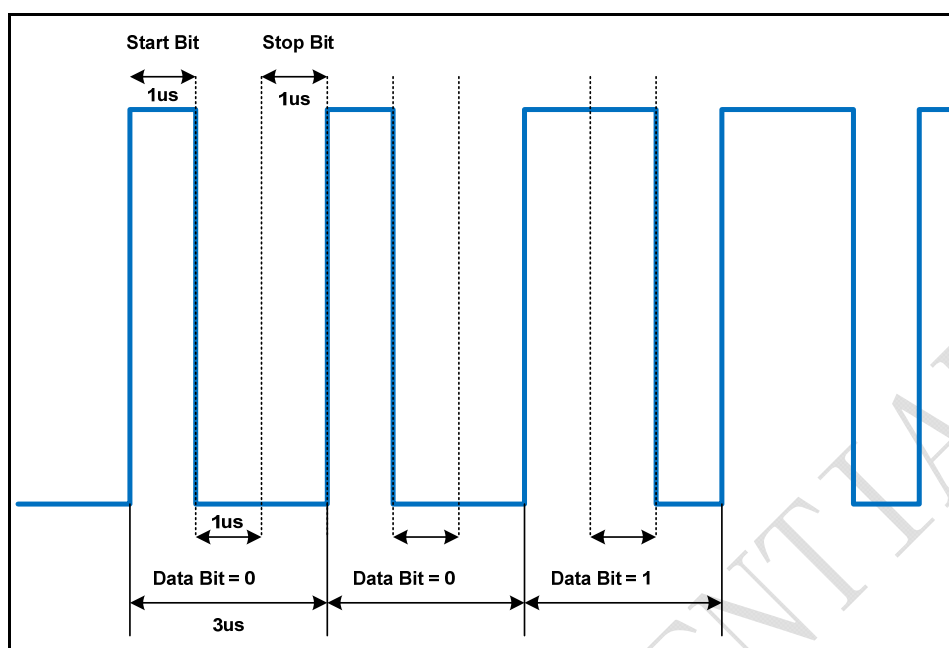 Start Bit Stop Bit
1us 1us
1us
Data Bit = 0 Data Bit = 0 Data Bit = 1
3us